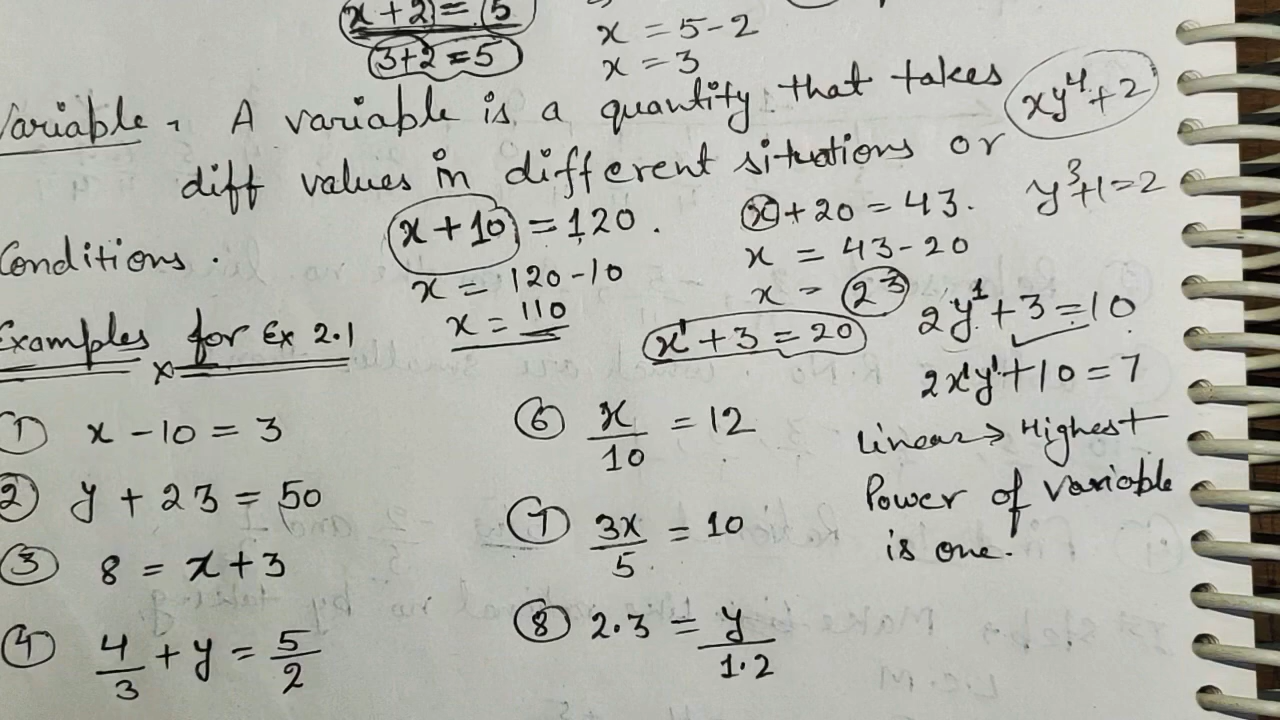 x + 2 = 5
3+2 = 5
x = 5-2
x = 3
Variable, A variable is a quantity that takes
diff values in different situations or
Conditions.
xy⁴+2
y³+1=2
x + 10 = 120.
x = 120-10
x = 110
x + 20 = 43.
x = 43-20
x = 23
x¹+3 = 20
2y¹+3=10
2x¹y¹+10=7
Linear → Highest
Power of variable
is one.
Examples for Ex 2.1
① x - 10 = 3
② y + 23 = 50
③ 8 = x+3
④ 4/3 + y = 5/2
⑥ x/10 = 12
⑦ 3x/5 = 10
⑧ 2.3 = y/1.2